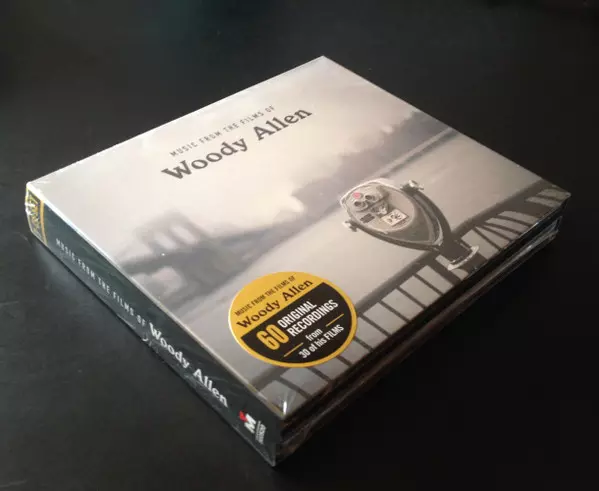 MUSIC FROM THE FILMS OF
Woody Allen
MUSIC FROM THE FILMS OF
Woody Allen
60 ORIGINAL
RECORDINGS
from
30 of his FILMS
MUSIC FROM THE FILMS OF Woody Allen